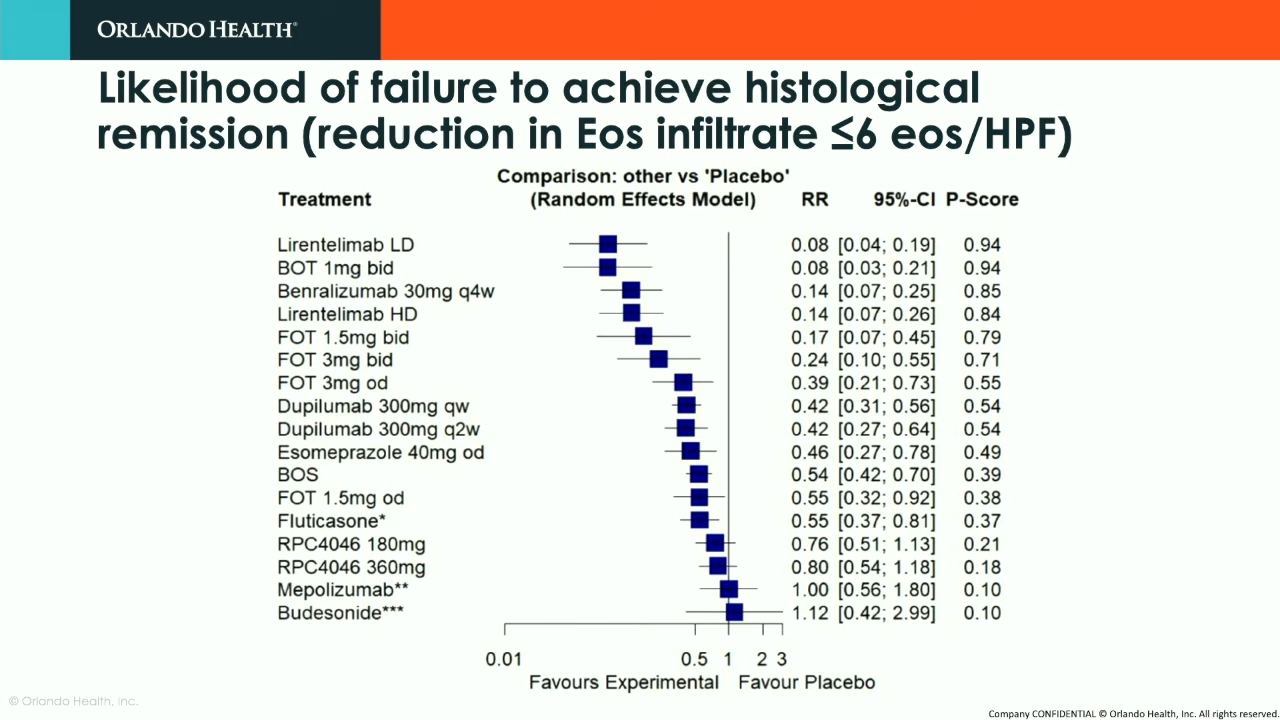 ORLANDO HEALTH®
Likelihood of failure to achieve histological
remission (reduction in Eos infiltrate ≤6 eos/HPF)
Comparison: other vs 'Placebo'
Treatment (Random Effects Model) RR 95%-CI P-Score
Lirentelimab LD 0.08 [0.04; 0.19] 0.94
BOT 1mg bid 0.08 [0.03; 0.21] 0.94
Benralizumab 30mg q4w 0.14 [0.07; 0.25] 0.85
Lirentelimab HD 0.14 [0.07; 0.26] 0.84
FOT 1.5mg bid 0.17 [0.07; 0.45] 0.79
FOT 3mg bid 0.24 [0.10; 0.55] 0.71
FOT 3mg od 0.39 [0.21; 0.73] 0.55
Dupilumab 300mg qw 0.42 [0.31; 0.56] 0.54
Dupilumab 300mg q2w 0.42 [0.27; 0.64] 0.54
Esomeprazole 40mg od 0.46 [0.27; 0.78] 0.49
BOS 0.54 [0.42; 0.70] 0.39
FOT 1.5mg od 0.55 [0.32; 0.92] 0.38
Fluticasone* 0.55 [0.37; 0.81] 0.37
RPC4046 180mg 0.76 [0.51; 1.13] 0.21
RPC4046 360mg 0.80 [0.54; 1.18] 0.18
Mepolizumab** 1.00 [0.56; 1.80] 0.10
Budesonide*** 1.12 [0.42; 2.99] 0.10
0.01 0.5 1 2 3
Favours Experimental Favour Placebo
© Orlando Health, Inc.
Company CONFIDENTIAL © Orlando Health, Inc. All rights reserved.